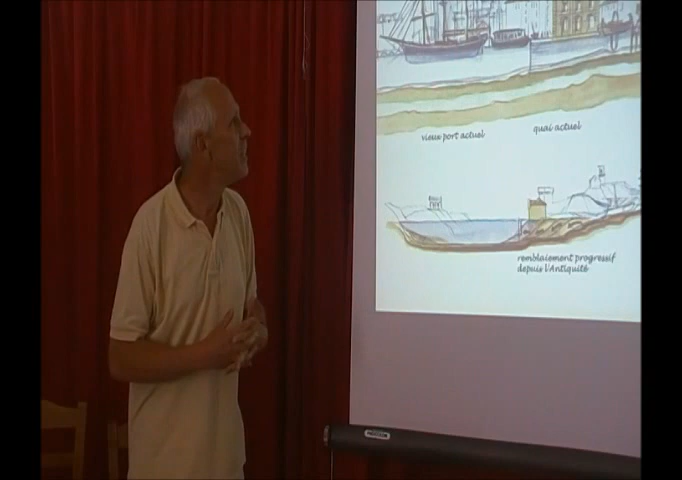 vieux port actuel
quai actuel
remblaiement progressif
depuis l'Antiquité